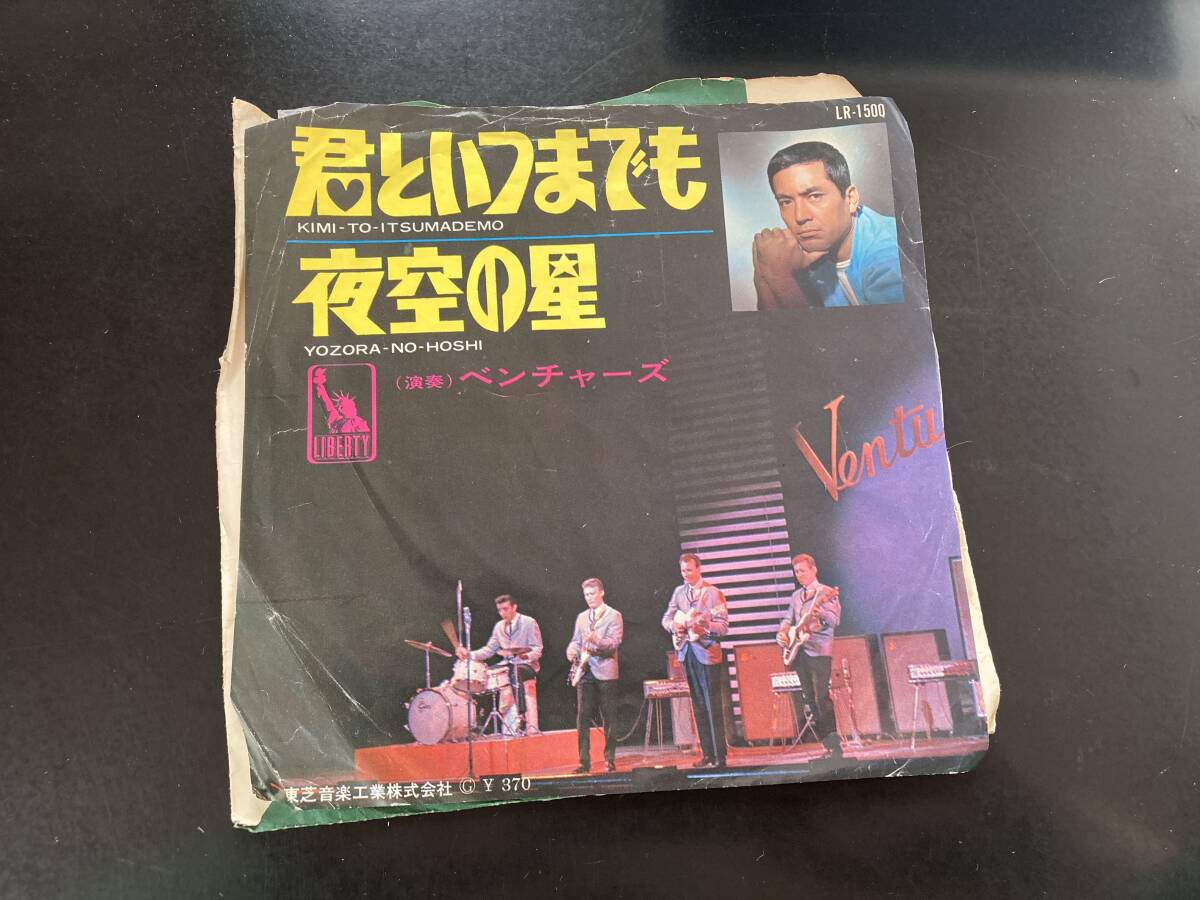 LR-1500
君といつまでも
KIMI-TO-ITSUMADEMO
夜空の星
YOZORA-NO-HOSHI
(演奏) ベンチャーズ
LIBERTY
Ventu
東芝音楽工業株式会社 Ⓖ ¥ 370